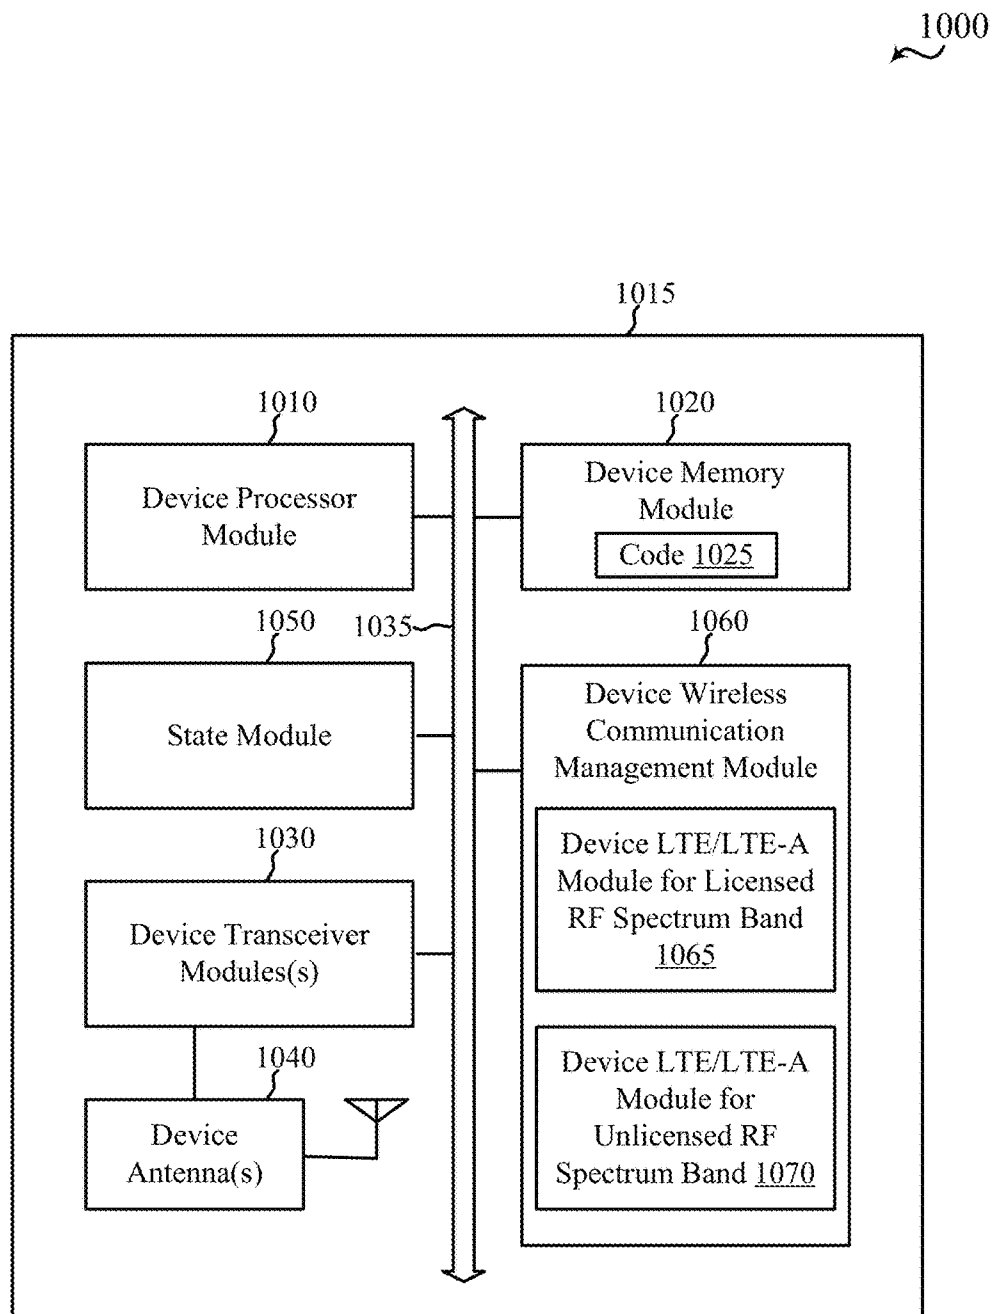 1000
1015
1010
Device Processor
Module
1020
Device Memory
Module
Code 1025
1035
1050
State Module
1060
Device Wireless
Communication
Management Module
Device LTE/LTE-A
Module for Licensed
RF Spectrum Band
1065
1030
Device Transceiver
Modules(s)
Device LTE/LTE-A
Module for
Unlicensed RF
Spectrum Band 1070
1040
Device
Antenna(s)